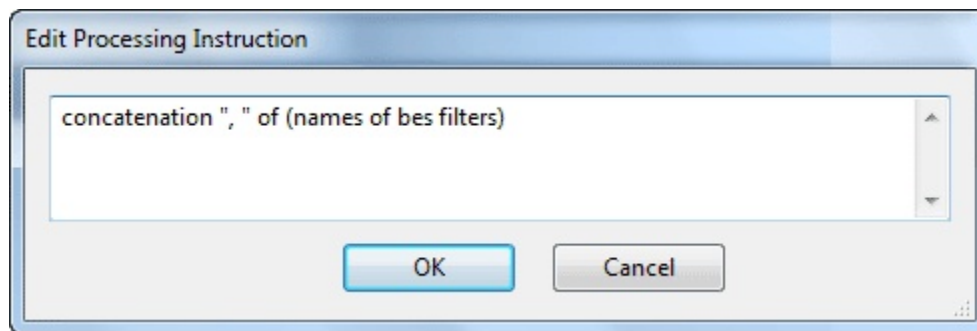 Edit Processing Instruction
concatenation ", " of (names of bes filters)
OK
Cancel